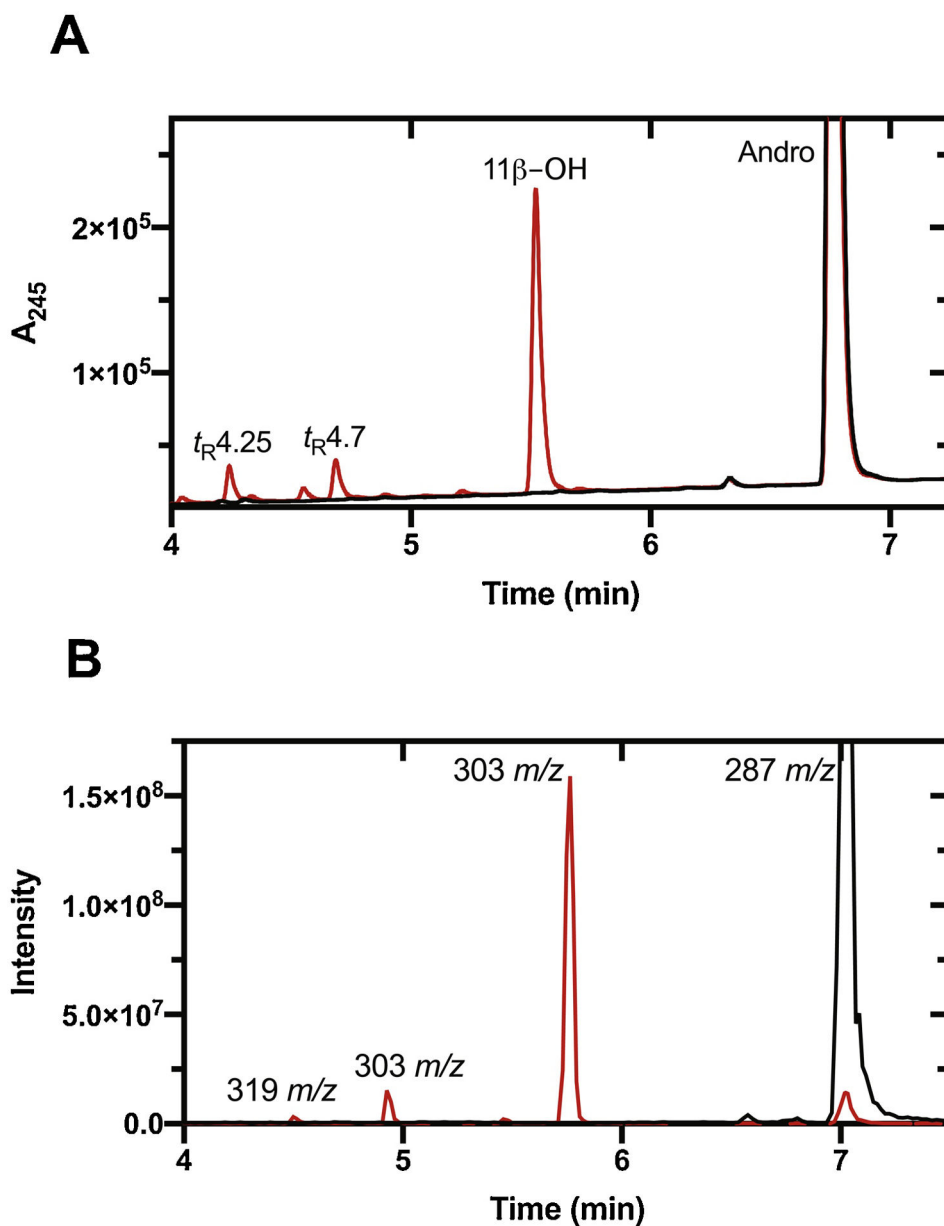 A
Andro
11β–OH
2×10⁵
A₂₄₅
1×10⁵
tR4.25
tR4.7
4
5
6
7
Time (min)
B
303 m/z
287 m/z
1.5×10⁸
1.0×10⁸
Intensity
5.0×10⁷
303 m/z
319 m/z
0.0
4
5
6
7
Time (min)